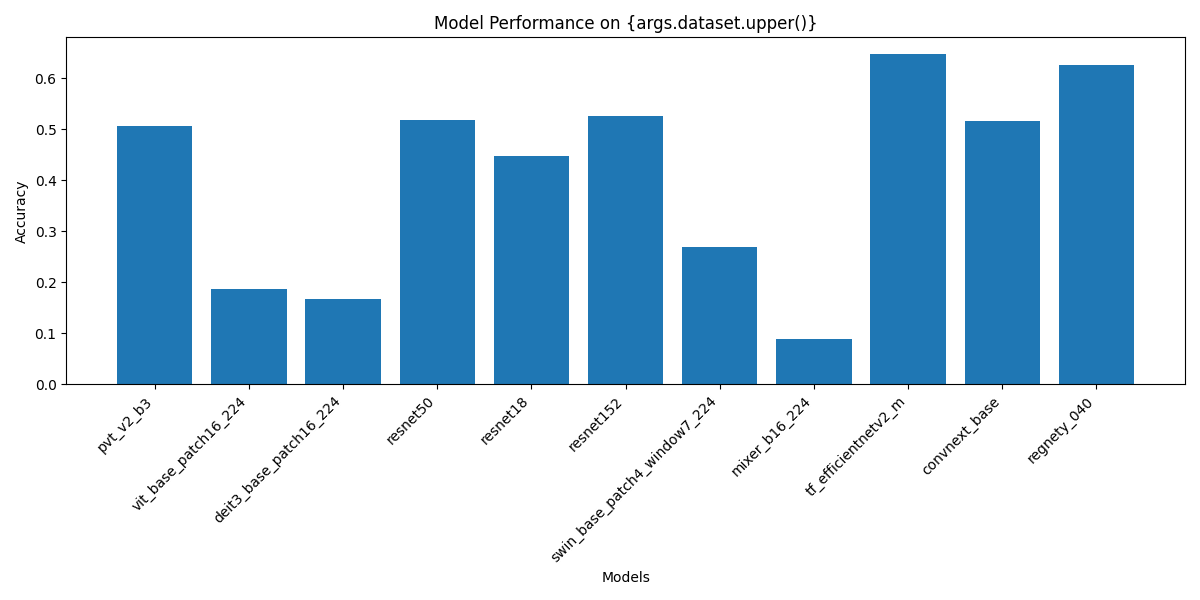 Model Performance on {args.dataset.upper()}
Accuracy
0.6
0.5
0.4
0.3
0.2
0.1
0.0
pvt_v2_b3
vit_base_patch16_224
deit3_base_patch16_224
resnet50
resnet18
resnet152
swin_base_patch4_window7_224
mixer_b16_224
tf_efficientnetv2_m
convnext_base
regnety_040
Models